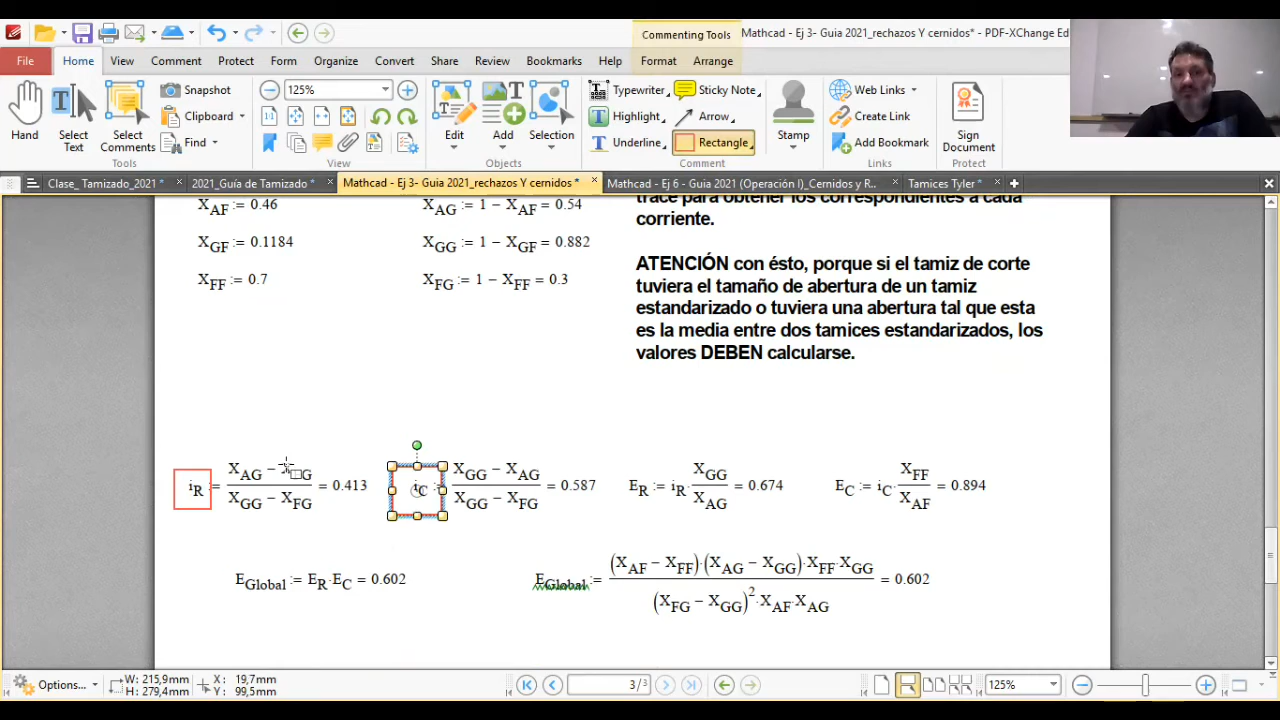 Commenting Tools
Mathcad - Ej 3- Guia 2021_rechazos Y cernidos* - PDF-XChange Ed
File Home View Comment Protect Form Organize Convert Share Review Bookmarks Help Format Arrange
Hand
Select Text
Select Comments
Tools
Snapshot
Clipboard
Find
125%
View
Edit
Add
Selection
Objects
Typewriter
Highlight
Underline
Sticky Note
Arrow
Rectangle
Comment
Stamp
Web Links
Create Link
Add Bookmark
Links
Sign Document
Protect
Clase_ Tamizado_2021 *
2021_Guía de Tamizado *
Mathcad - Ej 3- Guia 2021_rechazos Y cernidos *
Mathcad - Ej 6 - Guia 2021 (Operación I)_Cernidos y R..
Tamices Tyler *
X_AF := 0.46 X_AG := 1 − X_AF = 0.54
X_GF := 0.1184 X_GG := 1 − X_GF = 0.882
X_FF := 0.7 X_FG := 1 − X_FF = 0.3
trace para obtener los correspondientes a cada
corriente.
ATENCIÓN con ésto, porque si el tamiz de corte
tuviera el tamaño de abertura de un tamiz
estandarizado o tuviera una abertura tal que esta
es la media entre dos tamices estandarizados, los
valores DEBEN calcularse.
X_AG − G X_GG − X_AG X_GG X_FF
i_R := = 0.413 i_C := = 0.587 E_R := i_R· = 0.674 E_C := i_C· = 0.894
X_GG − X_FG X_GG − X_FG X_AG X_AF
(X_AF − X_FF)·(X_AG − X_GG)·X_FF·X_GG
E_Global := E_R·E_C = 0.602 E_Global := = 0.602
(X_FG − X_GG)²·X_AF·X_AG
Options...
W: 215,9mm
H: 279,4mm
X: 19,7mm
Y: 99,5mm
3/3
125%